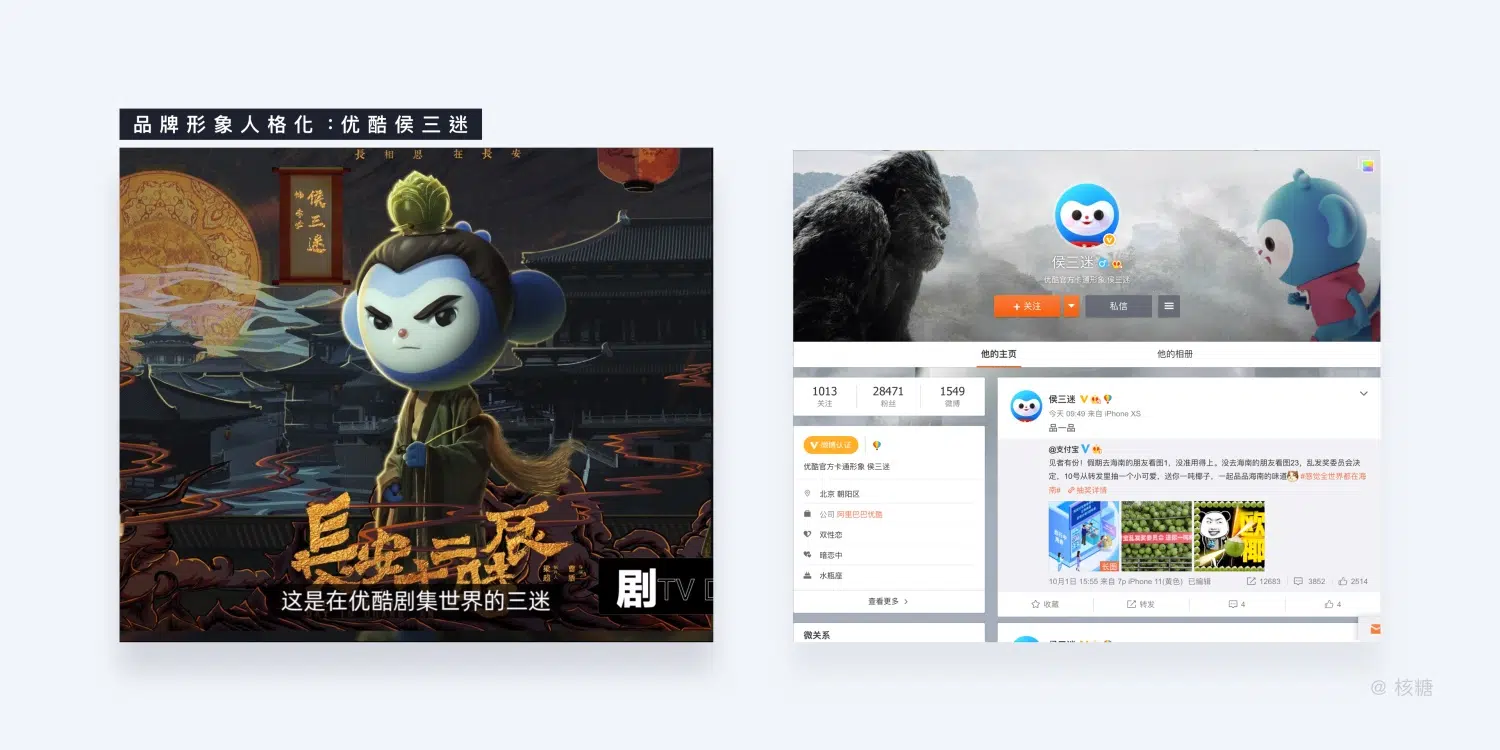 品牌形象人格化：优酷侯三迷
長相思在長安
侯三迷
长安十二时辰
这是在优酷剧集世界的三迷
剧TV D
侯三迷
优酷官方卡通形象 侯三迷
+ 关注
私信
他的主页
他的相册
1013
28471
1549
关注
粉丝
微博
微博认证
优酷官方卡通形象 侯三迷
北京 朝阳区
公司 阿里巴巴优酷
双性恋
暗恋中
水瓶座
查看更多 >
微关系
侯三迷
今天 09:49 来自 iPhone XS
品一品
@支付宝
见者有份！假期去海南的朋友看图1，没准用得上。没去海南的朋友看图23，乱发奖委员会决
定，10号从转发里抽一个小可爱，送你一吨椰子，一起品品海南的味道 #感觉全世界都在海
南# 抽奖详情
长图
10月1日 15:55 来自 7p iPhone 11(黄色) 已编辑
12683
3852
2514
收藏
转发
4
4
@ 核糖